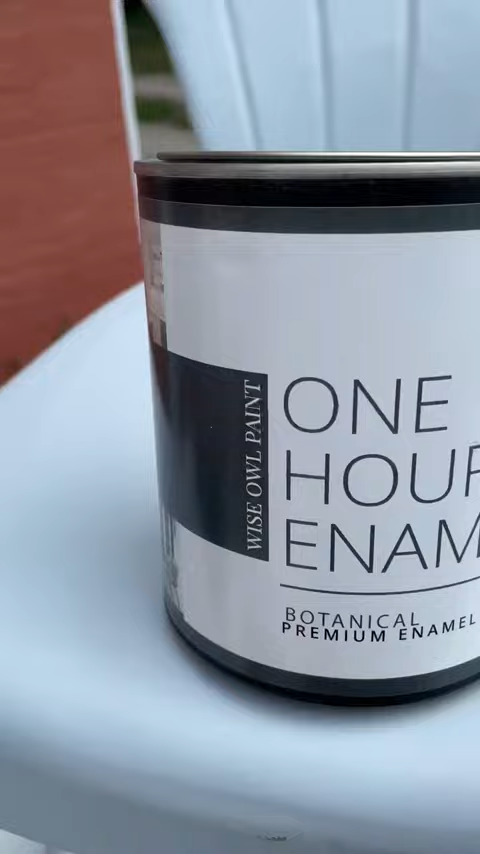 WISE OWL PAINT
ONE
HOUR
ENAM
BOTANICAL
PREMIUM ENAMEL